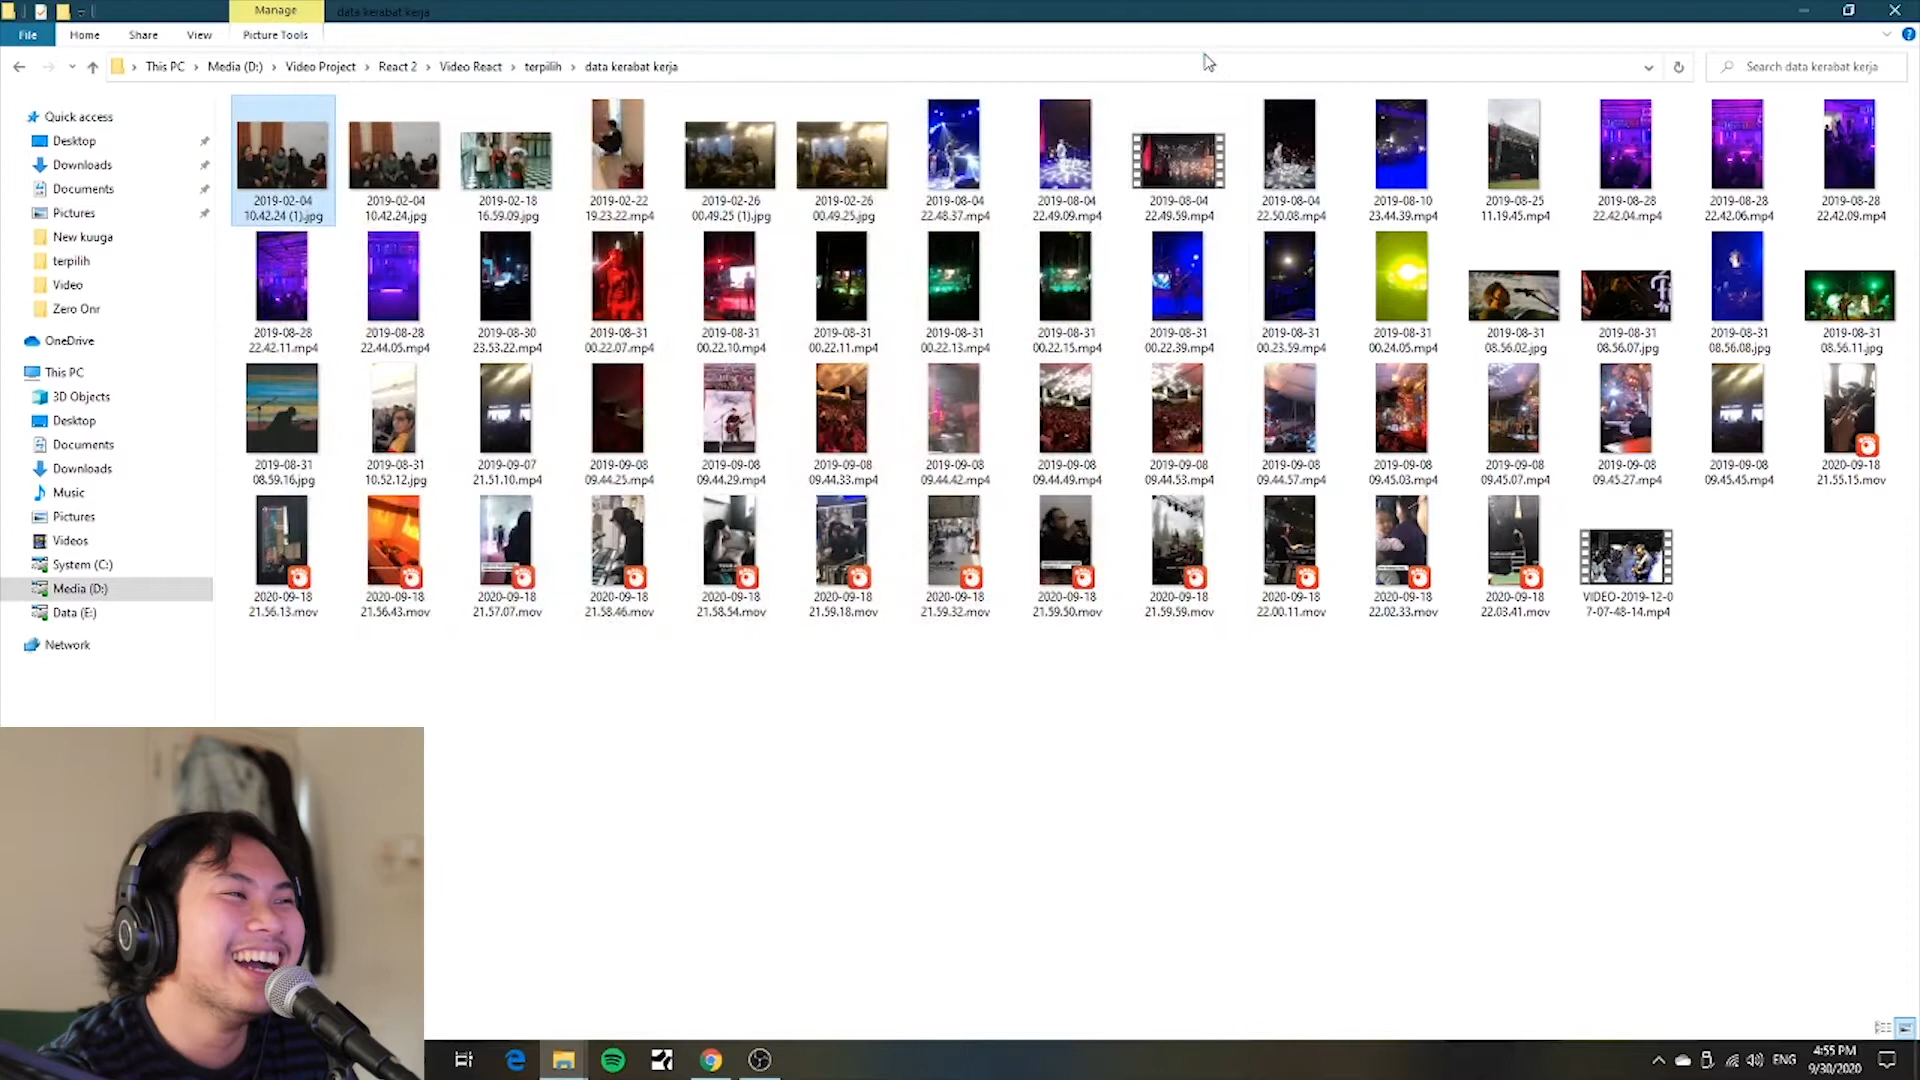 Manage
data kerabat kerja
File
Home
Share
View
Picture Tools
This PC > Media (D:) > Video Project > React 2 > Video React > terpilih > data kerabat kerja
Search data kerabat kerja
Quick access
Desktop
Downloads
Documents
Pictures
New kuuga
terpilih
Video
Zero Onr
OneDrive
This PC
3D Objects
Desktop
Documents
Downloads
Music
Pictures
Videos
System (C:)
Media (D:)
Data (E:)
Network
2019-02-04
10.42.24 (1).jpg
2019-02-04
10.42.24.jpg
2019-02-18
16.59.09.jpg
2019-02-22
19.23.22.mp4
2019-02-26
00.49.25 (1).jpg
2019-02-26
00.49.25.jpg
2019-08-04
22.48.37.mp4
2019-08-04
22.49.09.mp4
2019-08-04
22.49.59.mp4
2019-08-04
22.50.08.mp4
2019-08-10
23.44.39.mp4
2019-08-25
11.19.45.mp4
2019-08-28
22.42.04.mp4
2019-08-28
22.42.06.mp4
2019-08-28
22.42.09.mp4
2019-08-28
22.42.11.mp4
2019-08-28
22.44.05.mp4
2019-08-30
23.53.22.mp4
2019-08-31
00.22.07.mp4
2019-08-31
00.22.10.mp4
2019-08-31
00.22.11.mp4
2019-08-31
00.22.13.mp4
2019-08-31
00.22.15.mp4
2019-08-31
00.22.39.mp4
2019-08-31
00.23.59.mp4
2019-08-31
00.24.05.mp4
2019-08-31
08.56.02.jpg
2019-08-31
08.56.07.jpg
2019-08-31
08.56.08.jpg
2019-08-31
08.56.11.jpg
2019-08-31
08.59.16.jpg
2019-08-31
10.52.12.jpg
2019-09-07
21.51.10.mp4
2019-09-08
09.44.25.mp4
2019-09-08
09.44.29.mp4
2019-09-08
09.44.33.mp4
2019-09-08
09.44.42.mp4
2019-09-08
09.44.49.mp4
2019-09-08
09.44.53.mp4
2019-09-08
09.44.57.mp4
2019-09-08
09.45.03.mp4
2019-09-08
09.45.07.mp4
2019-09-08
09.45.27.mp4
2019-09-08
09.45.45.mp4
2020-09-18
21.55.15.mov
2020-09-18
21.56.13.mov
2020-09-18
21.56.43.mov
2020-09-18
21.57.07.mov
2020-09-18
21.58.46.mov
2020-09-18
21.58.54.mov
2020-09-18
21.59.18.mov
2020-09-18
21.59.32.mov
2020-09-18
21.59.50.mov
2020-09-18
21.59.59.mov
2020-09-18
22.00.11.mov
2020-09-18
22.02.33.mov
2020-09-18
22.03.41.mov
VIDEO-2019-12-0
7-07-48-14.mp4
ENG
4:55 PM
9/30/2020